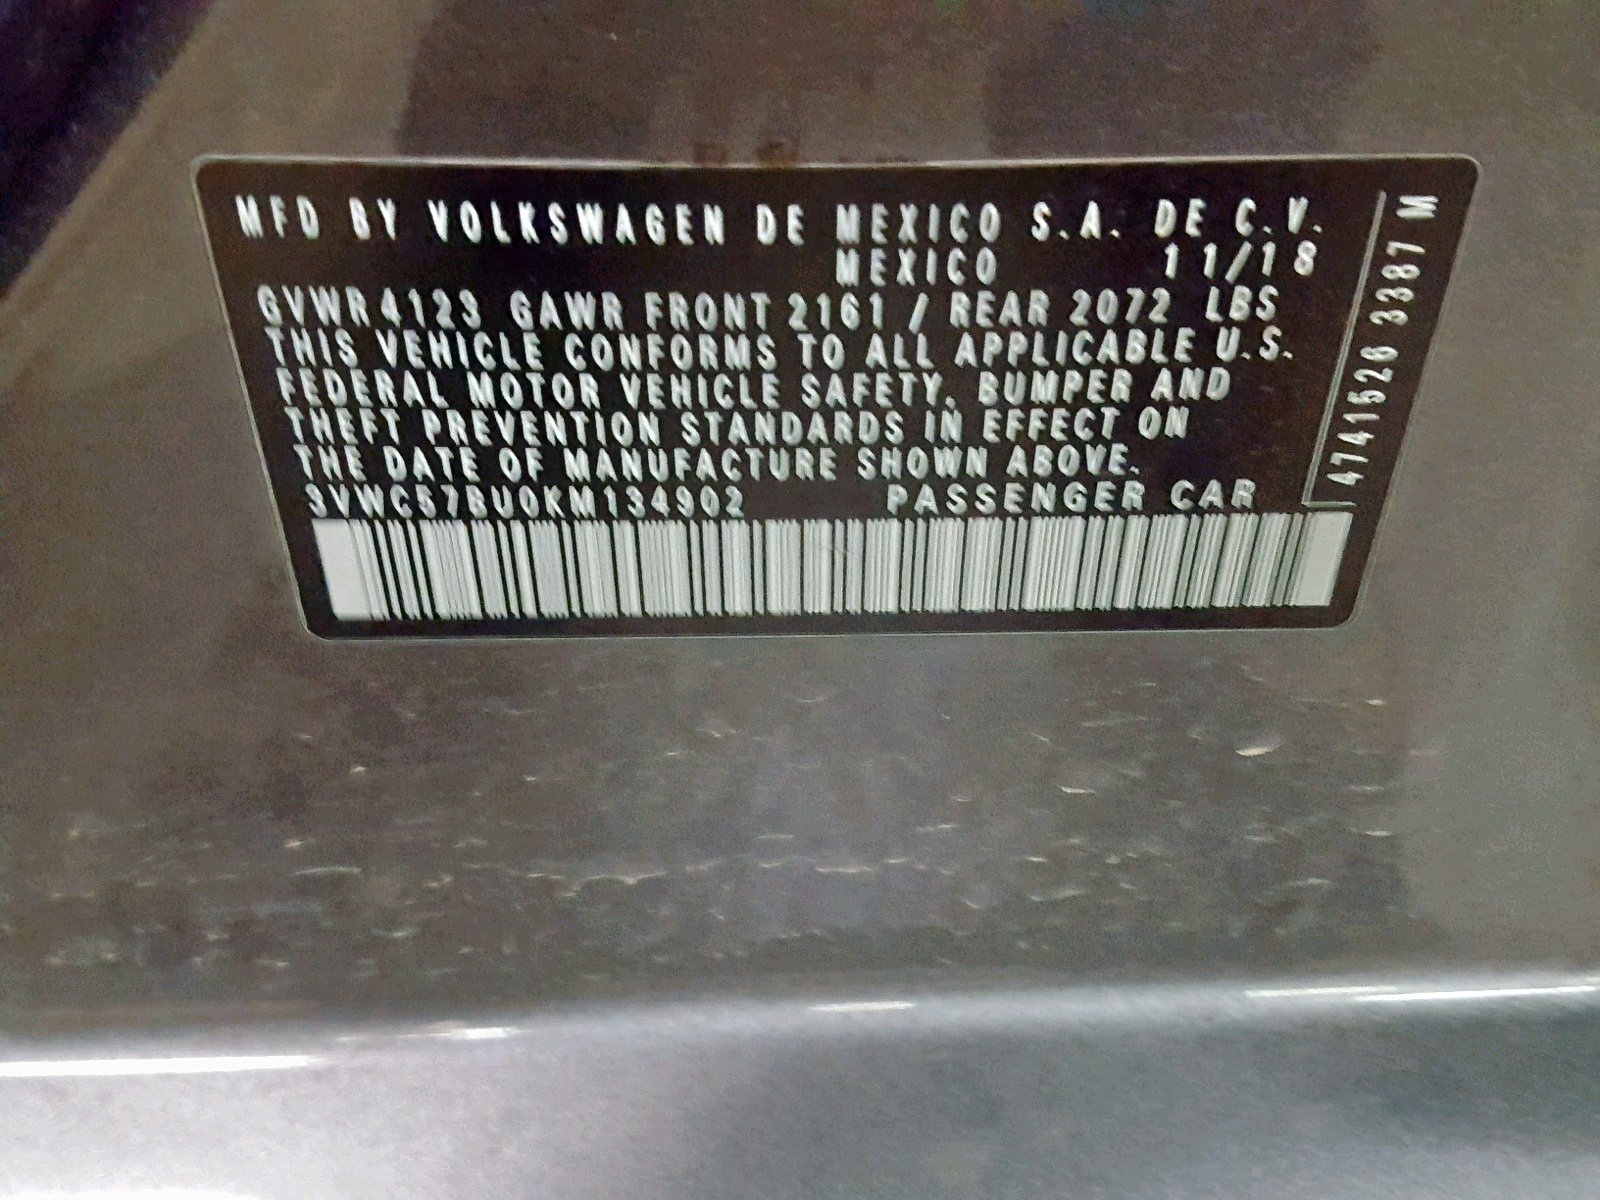 MFD BY VOLKSWAGEN DE MEXICO S.A. DE C.V.
MEXICO 11/18
GVWR 4123 GAWR FRONT 2161 / REAR 2072 LBS
THIS VEHICLE CONFORMS TO ALL APPLICABLE U.S.
FEDERAL MOTOR VEHICLE SAFETY, BUMPER AND
THEFT PREVENTION STANDARDS IN EFFECT ON
THE DATE OF MANUFACTURE SHOWN ABOVE.
3VWC57BU0KM134902 PASSENGER CAR
4741526 3387 M